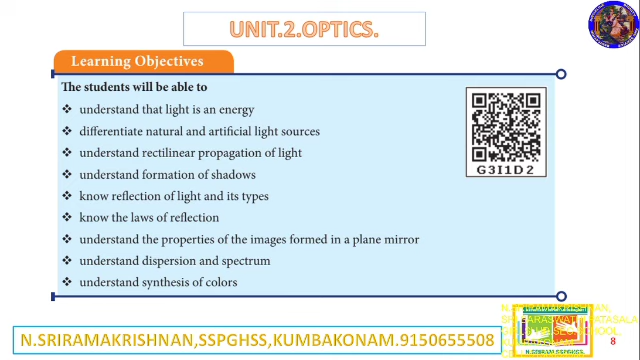 UNIT.2.OPTICS.
Learning Objectives
The students will be able to
❖ understand that light is an energy
❖ differentiate natural and artificial light sources
❖ understand rectilinear propagation of light
❖ understand formation of shadows
❖ know reflection of light and its types
❖ know the laws of reflection
❖ understand the properties of the images formed in a plane mirror
❖ understand dispersion and spectrum
❖ understand synthesis of colors
G3I1D2
N.SRIRAMAKRISHNAN,SSPGHSS,KUMBAKONAM.9150655508
N.SRIRAMAKRISHNAN,
8
N.SRIRAM,SSPGHSS.